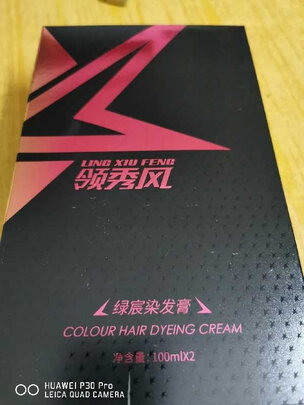 LING XIU FENG
领秀风
绿宸染发膏
COLOUR HAIR DYEING CREAM
净含量:100mlX2
HUAWEI P30 Pro
LEICA QUAD CAMERA